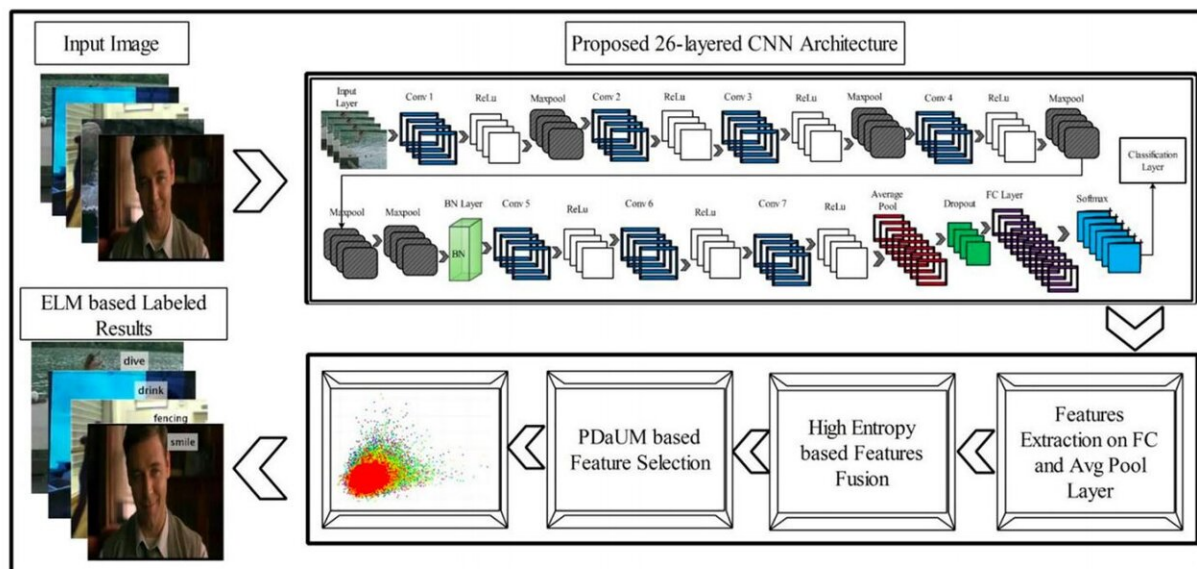 Input Image
Proposed 26-layered CNN Architecture
Input
Layer
Conv 1
ReLu
Maxpool
Conv 2
ReLu
Conv 3
ReLu
Maxpool
Conv 4
ReLu
Maxpool
Classification
Layer
Maxpool
Maxpool
BN Layer
BN
Conv 5
ReLu
Conv 6
ReLu
Conv 7
ReLu
Average
Pool
Dropout
FC Layer
Softmax
ELM based Labeled
Results
dive
drink
fencing
smile
PDaUM based
Feature Selection
High Entropy
based Features
Fusion
Features
Extraction on FC
and Avg Pool
Layer